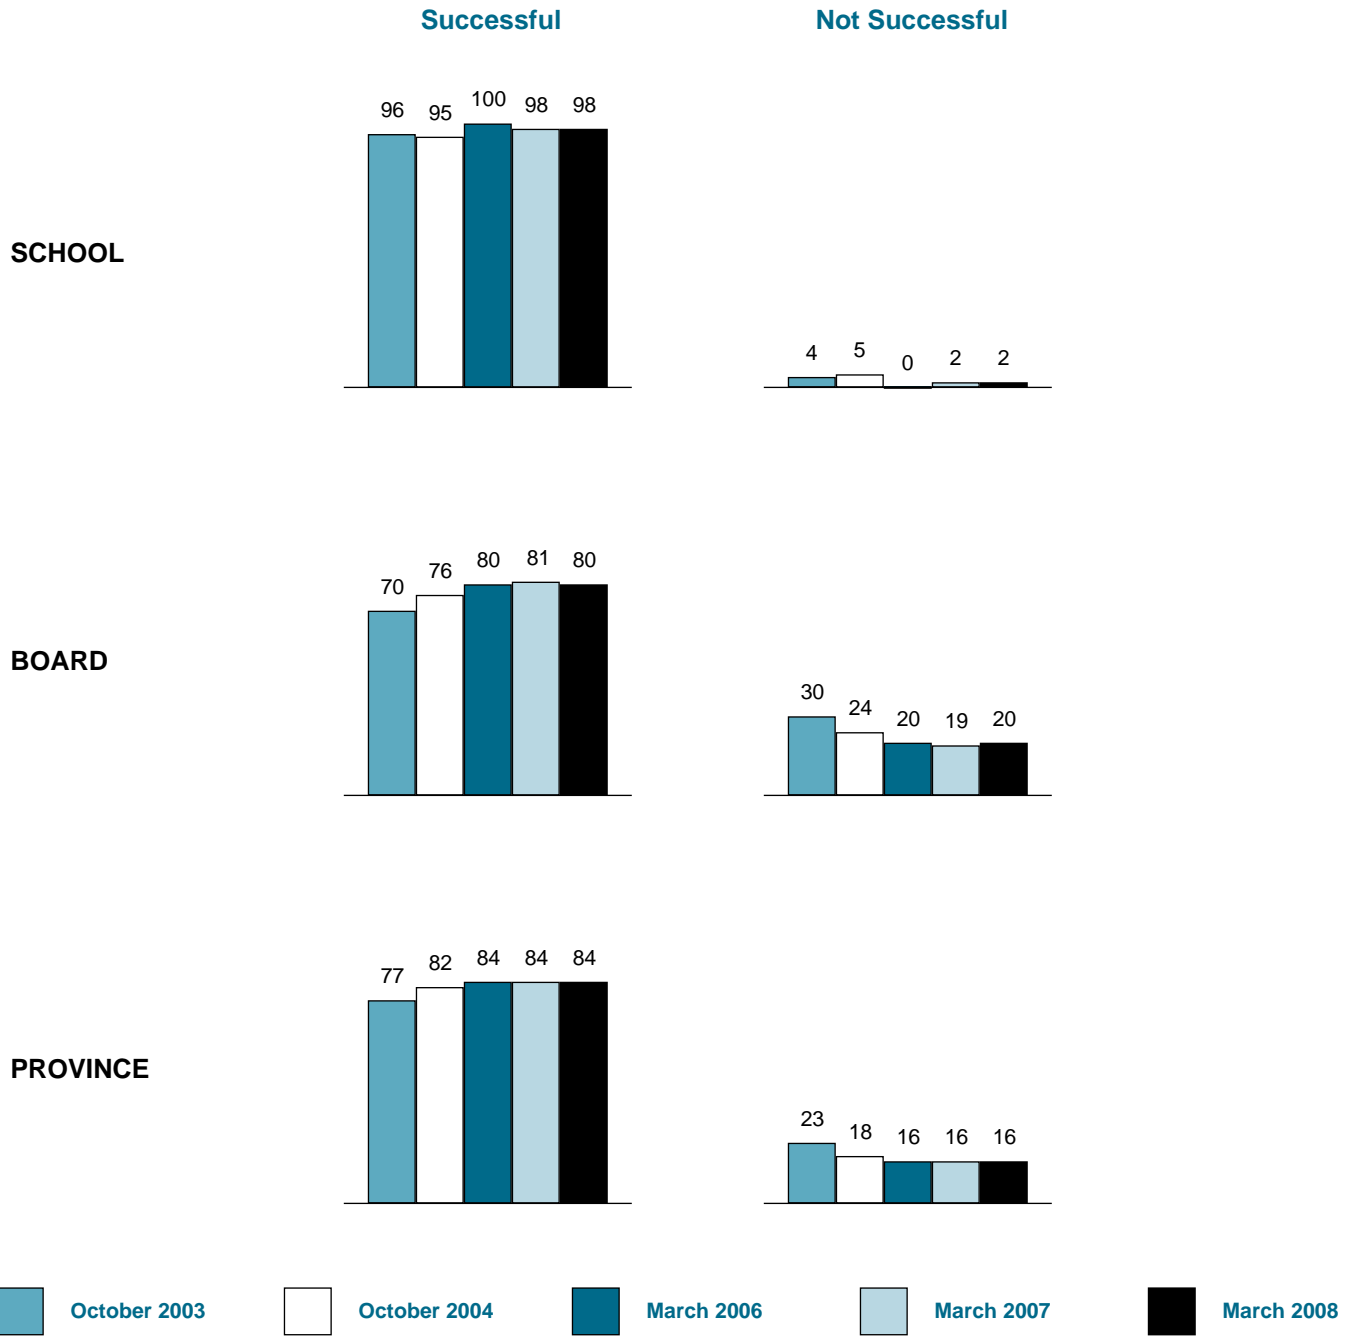 Successful Not Successful
96 95 100 98 98
4 5 0 2 2
SCHOOL
70 76 80 81 80
30 24 20 19 20
BOARD
77 82 84 84 84
23 18 16 16 16
PROVINCE
October 2003 October 2004 March 2006 March 2007 March 2008